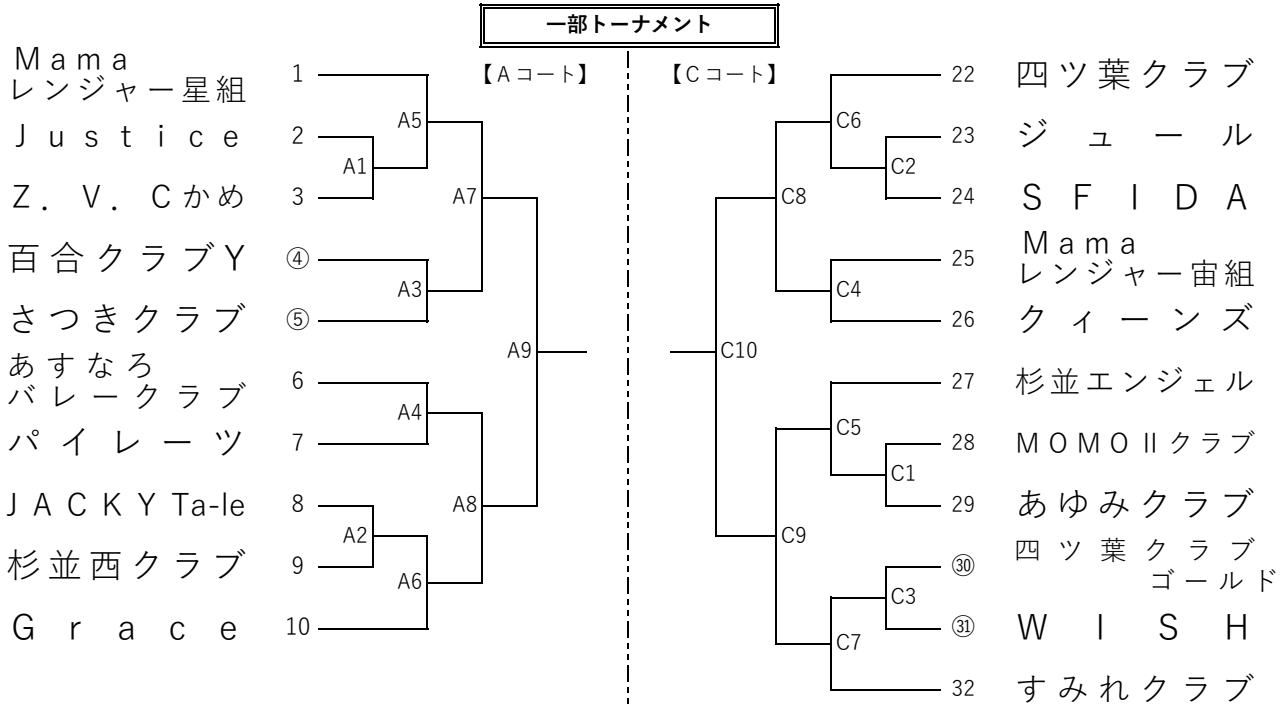 一部トーナメント
【Aコート】
【Cコート】
Mama
レンジャー星組
1
Justice
2
Z．V．Cかめ
3
百合クラブY
④
さつきクラブ
⑤
あすなろ
バレークラブ
6
パイレーツ
7
JACKY Ta-le
8
杉並西クラブ
9
Grace
10
A5
A1
A7
A3
A9
A4
A8
A2
A6
C6
C2
C8
C4
C10
C5
C1
C9
C3
C7
22
四ツ葉クラブ
23
ジュール
24
SFIDA
25
Mama
レンジャー宙組
26
クィーンズ
27
杉並エンジェル
28
MOMOⅡクラブ
29
あゆみクラブ
㉚
四ツ葉クラブ
ゴールド
㉛
WISH
32
すみれクラブ